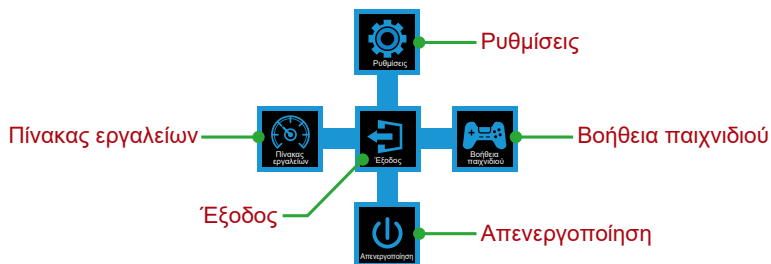 Ρυθμίσεις
Ρυθμίσεις
Πίνακας εργαλείων
Πίνακας
εργαλείων
Έξοδος
Βοήθεια
παιχνιδιού
Βοήθεια παιχνιδιού
Έξοδος
Απενεργοποίηση
Απενεργοποίηση